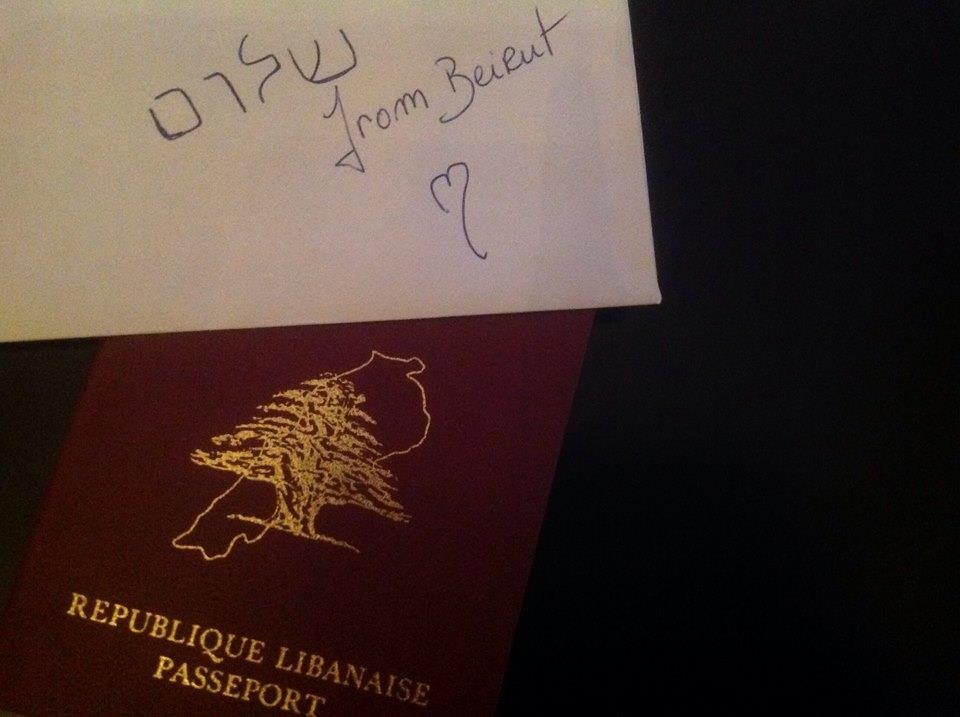 שלום
from Beirut
REPUBLIQUE LIBANAISE
PASSEPORT